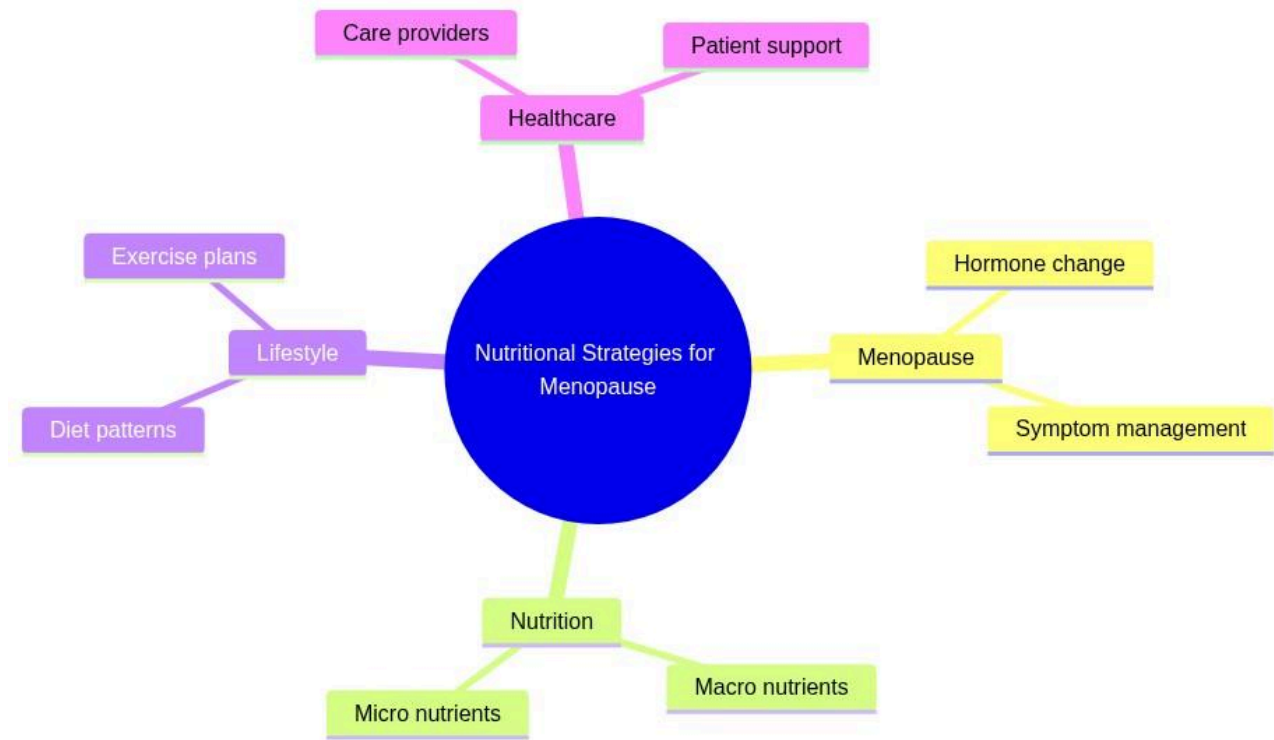 Care providers
Patient support
Healthcare
Exercise plans
Hormone change
Lifestyle
Nutritional Strategies for
Menopause
Menopause
Diet patterns
Symptom management
Nutrition
Macro nutrients
Micro nutrients